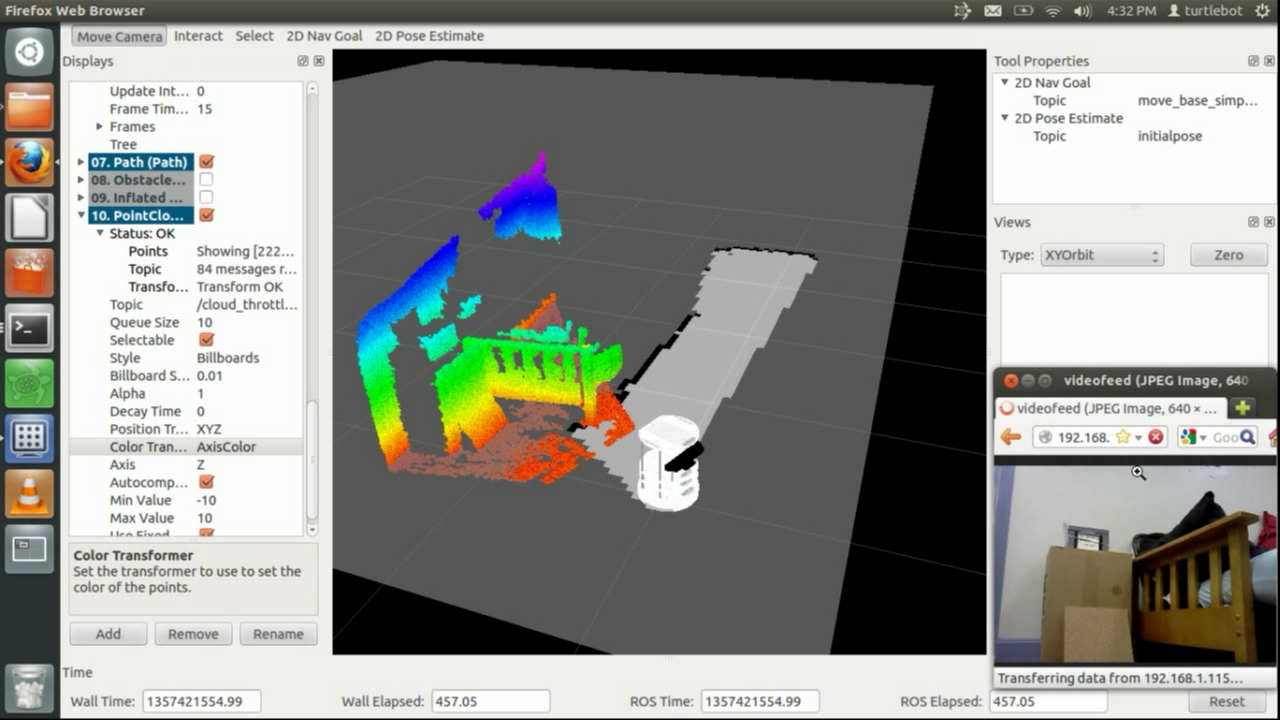 Firefox Web Browser
4:32 PM
turtlebot
Move Camera
Interact
Select
2D Nav Goal
2D Pose Estimate
Displays
Update Int... 0
Frame Tim... 15
Frames
Tree
07. Path (Path)
08. Obstacle...
09. Inflated ...
10. PointClo...
Status: OK
Points Showing [222...
Topic 84 messages r...
Transfo... Transform OK
Topic /cloud_throttl...
Queue Size 10
Selectable
Style Billboards
Billboard S... 0.01
Alpha 1
Decay Time 0
Position Tr... XYZ
Color Tran... AxisColor
Axis Z
Autocomp...
Min Value -10
Max Value 10
Use Fixed
Color Transformer
Set the transformer to use to set the
color of the points.
Add
Remove
Rename
Tool Properties
2D Nav Goal
Topic move_base_simp...
2D Pose Estimate
Topic initialpose
Views
Type: XYOrbit
Zero
videofeed (JPEG Image, 640
videofeed (JPEG Image, 640 × ...
192.168.
Goo
Transferring data from 192.168.1.115...
Time
Wall Time: 1357421554.99
Wall Elapsed: 457.05
ROS Time: 1357421554.99
ROS Elapsed: 457.05
Reset